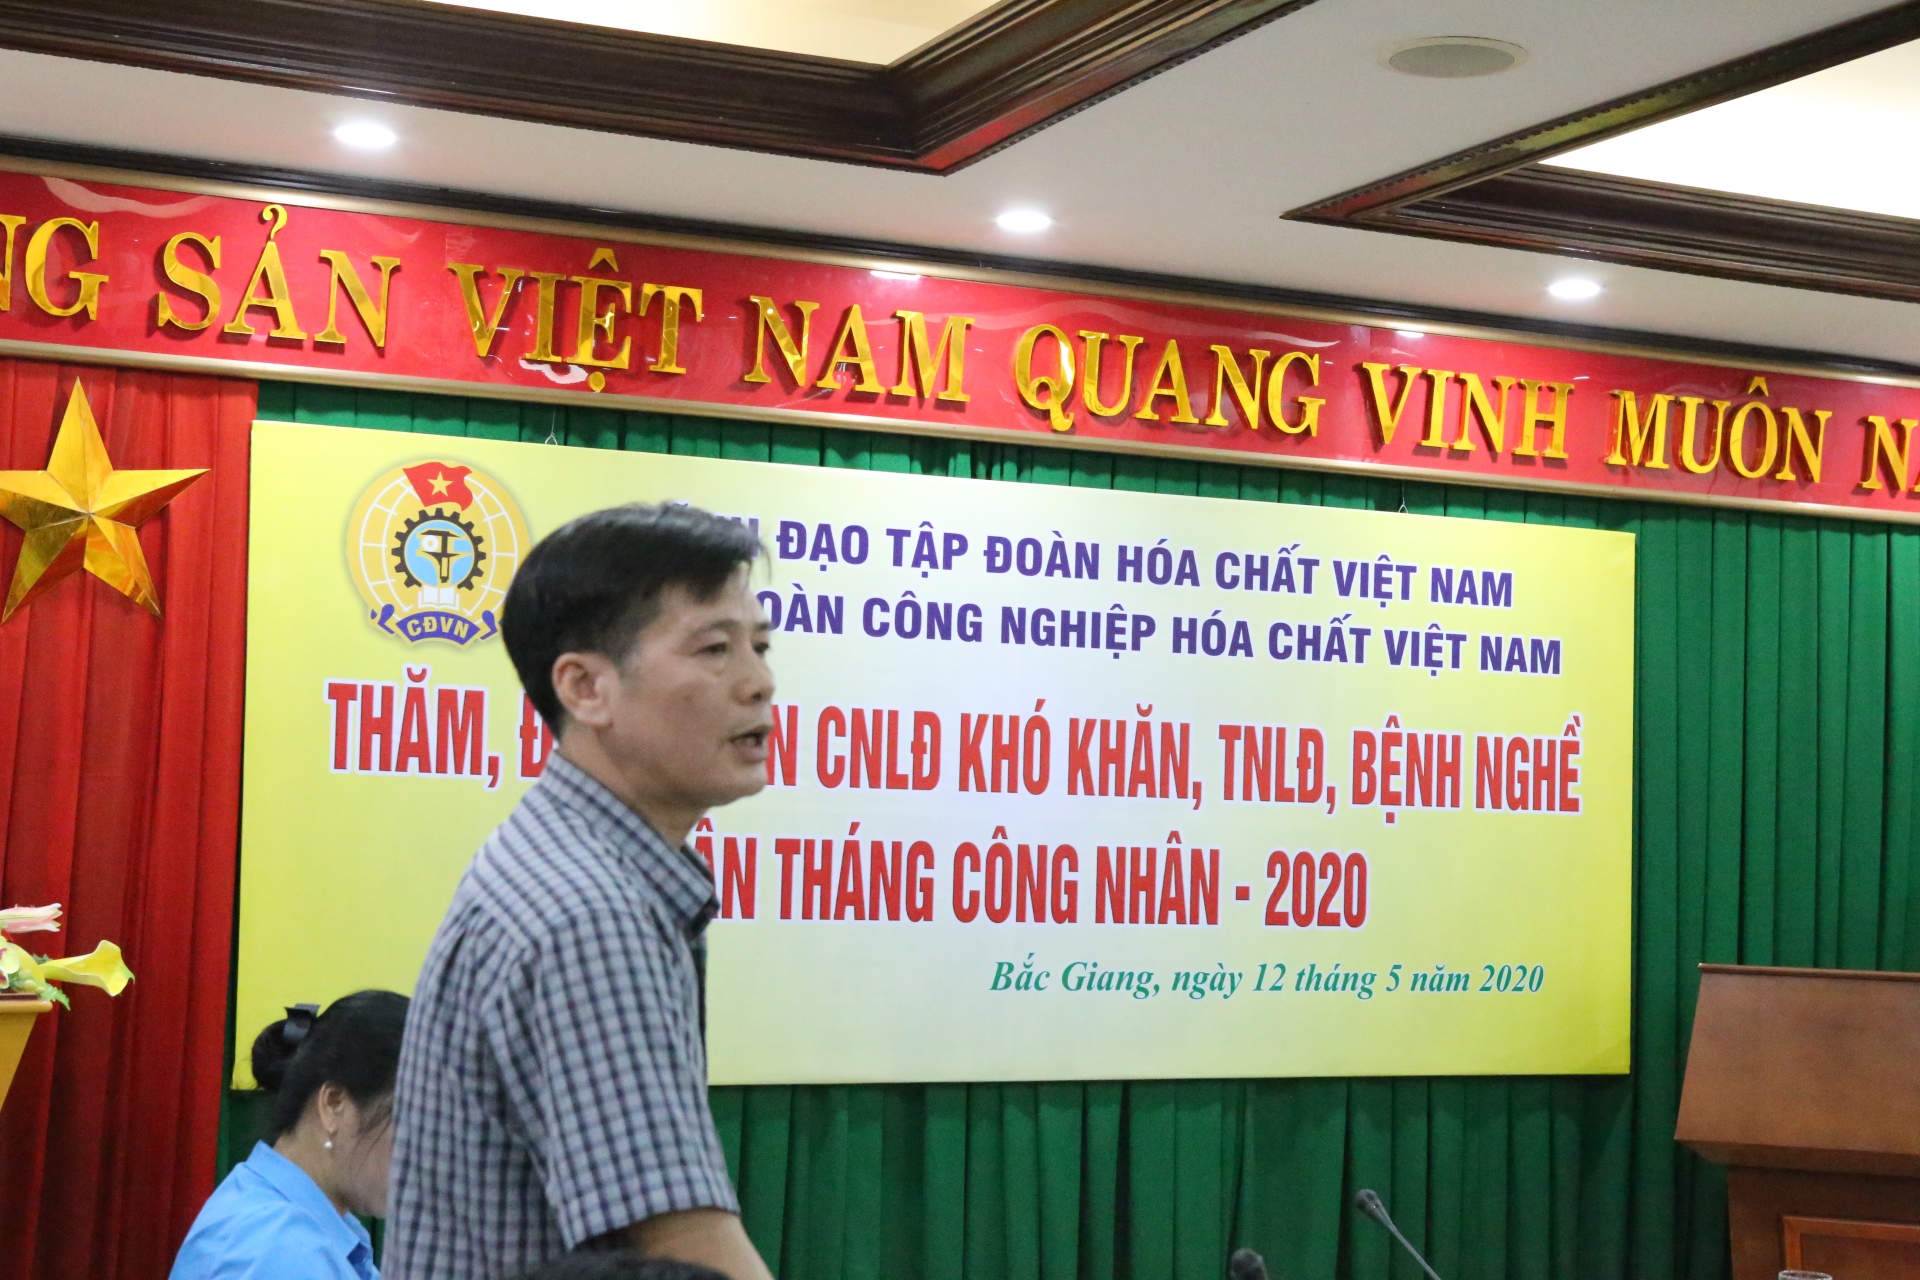 SẢN VIỆT NAM QUANG VINH MUÔN
ĐẠO TẬP ĐOÀN HÓA CHẤT VIỆT NAM
CÔNG NGHIỆP HÓA CHẤT VIỆT NAM
CĐVN
THĂM, CNLĐ KHÓ KHĂN, TNLĐ, BỆNH NGHỀ
THÁNG CÔNG NHÂN - 2020
Bắc Giang, ngày 12 tháng 5 năm 2020